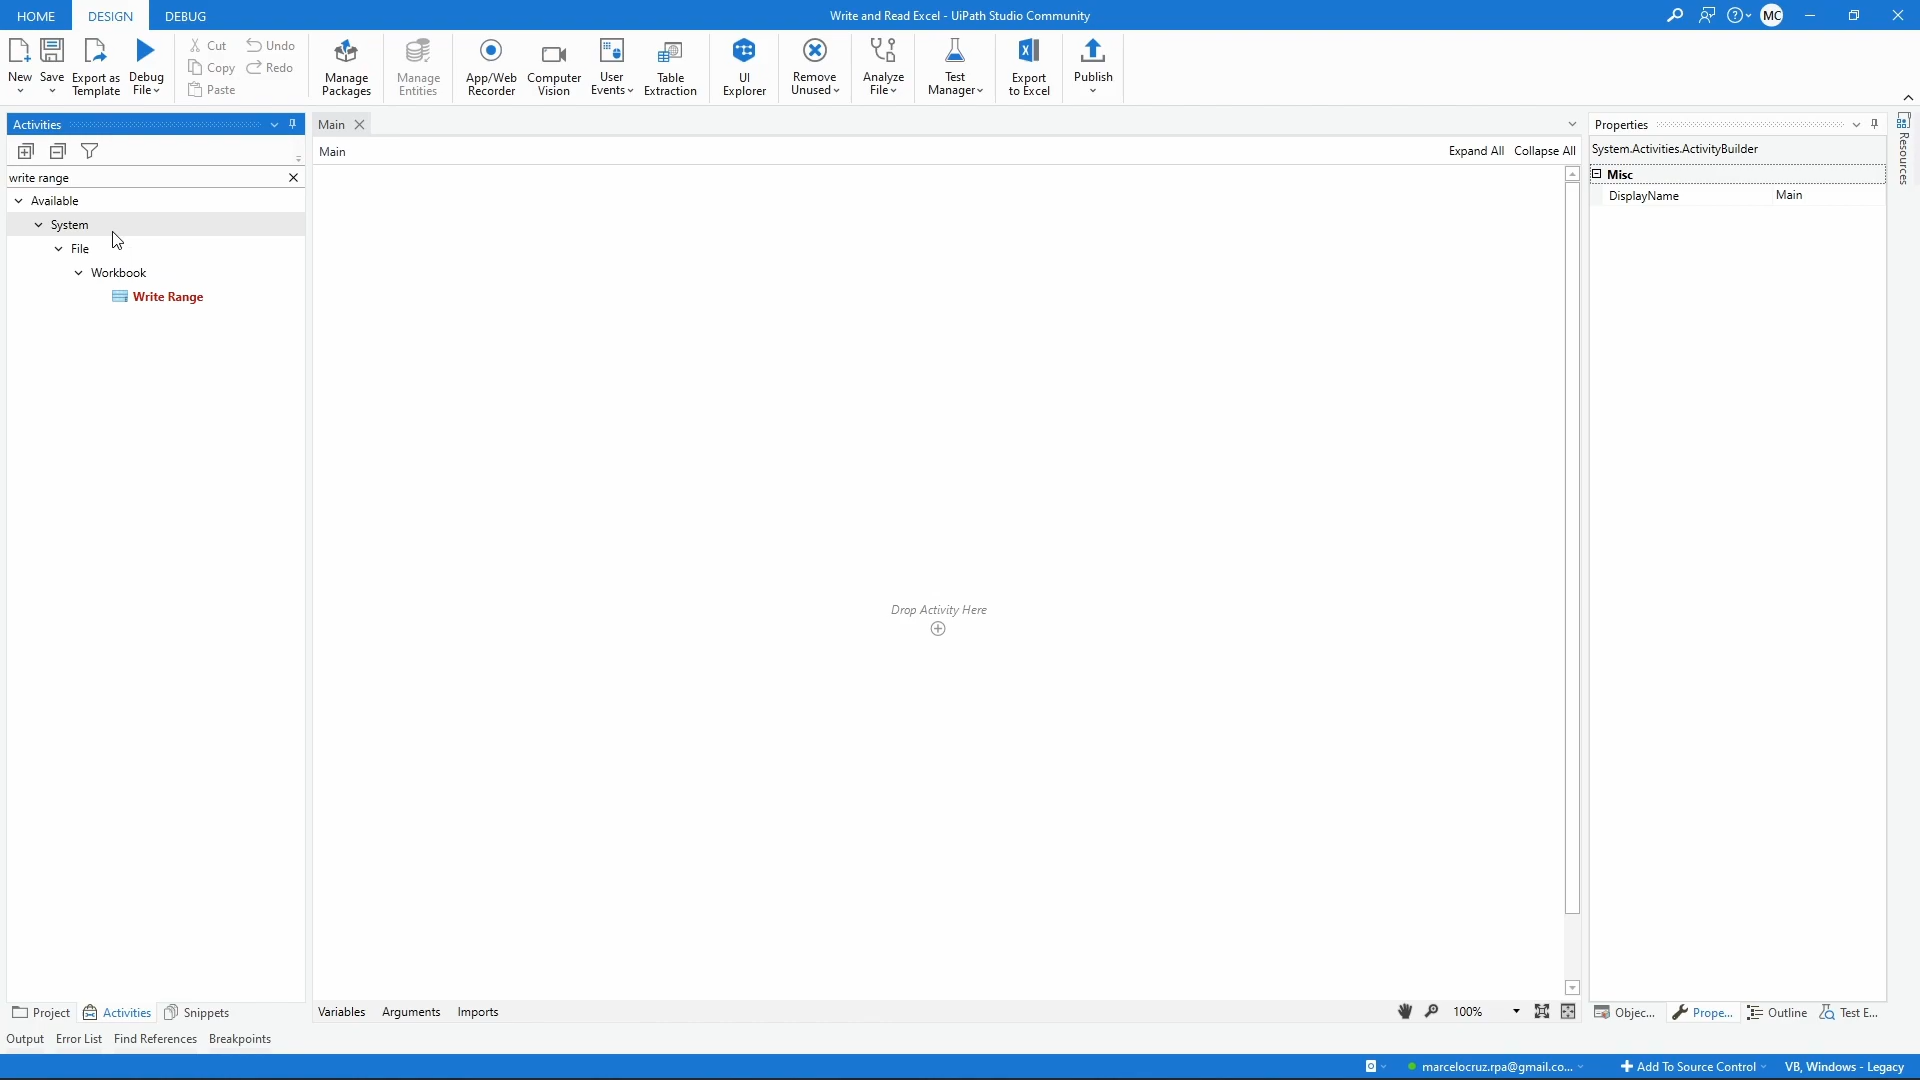 HOME DESIGN DEBUG Write and Read Excel - UiPath Studio Community MC
New Save Export as Template Debug File Cut Copy Paste Undo Redo Manage Packages Manage Entities App/Web Recorder Computer Vision User Events Table Extraction UI Explorer Remove Unused Analyze File Test Manager Export to Excel Publish
Activities
write range
Available
System
File
Workbook
Write Range
Main
Main Expand All Collapse All
Drop Activity Here
Properties
System.Activities.ActivityBuilder
Misc
DisplayName Main
Resources
Project Activities Snippets
Variables Arguments Imports 100%
Objec... Prope... Outline Test E...
Output Error List Find References Breakpoints
marcelocruz.rpa@gmail.co... Add To Source Control VB, Windows - Legacy